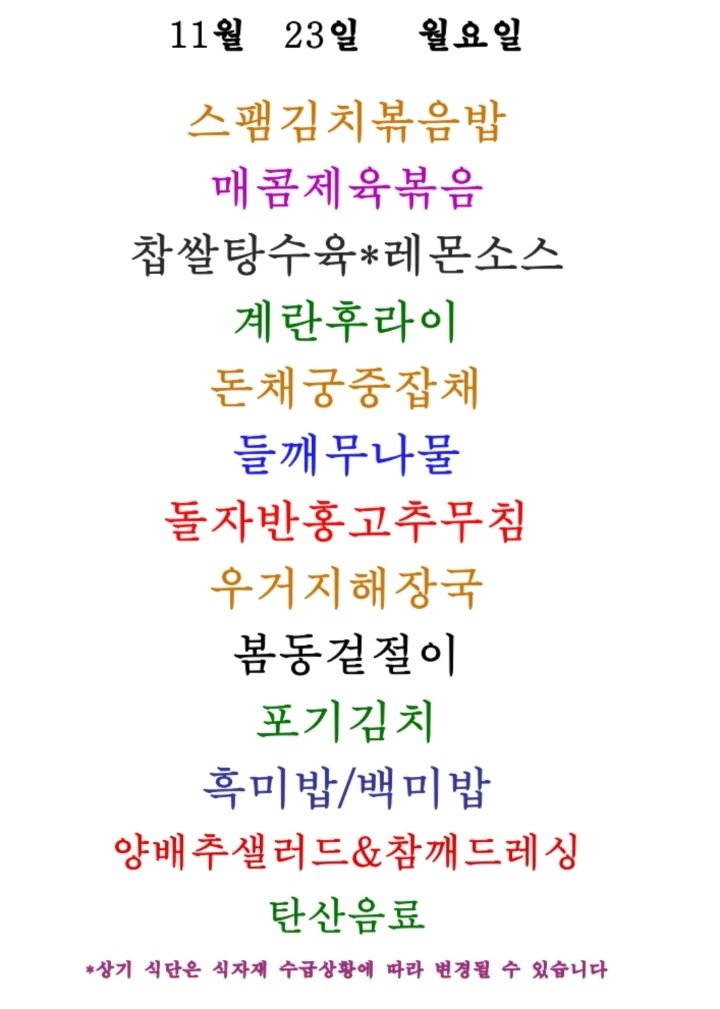 11월 23일 월요일
스팸김치볶음밥
매콤제육볶음
찹쌀탕수육*레몬소스
계란후라이
돈채궁중잡채
들깨무나물
돌자반홍고추무침
우거지해장국
봄동겉절이
포기김치
흑미밥/백미밥
양배추샐러드&참깨드레싱
탄산음료
*상기 식단은 식자재 수급상황에 따라 변경될 수 있습니다